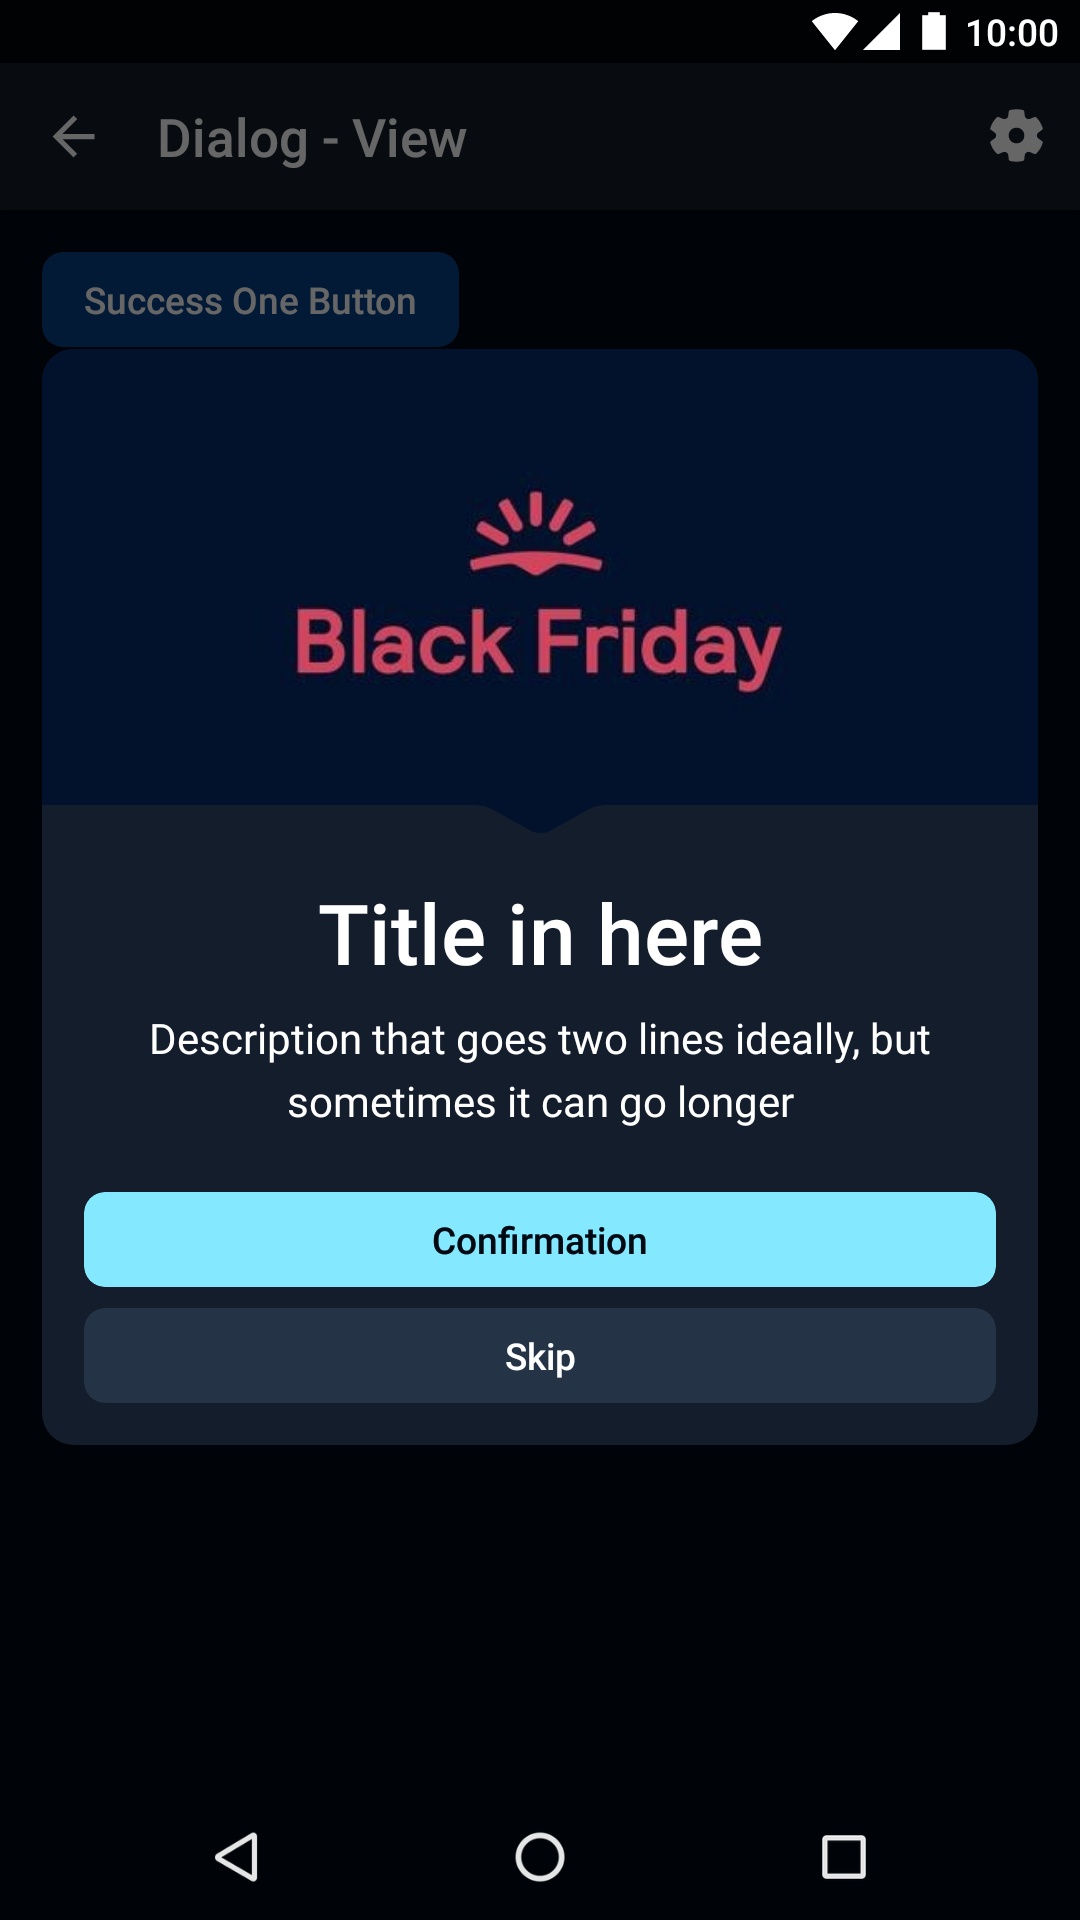 10:00
Dialog - View
Success One Button
Black Friday
Title in here
Description that goes two lines ideally, but
sometimes it can go longer
Confirmation
Skip